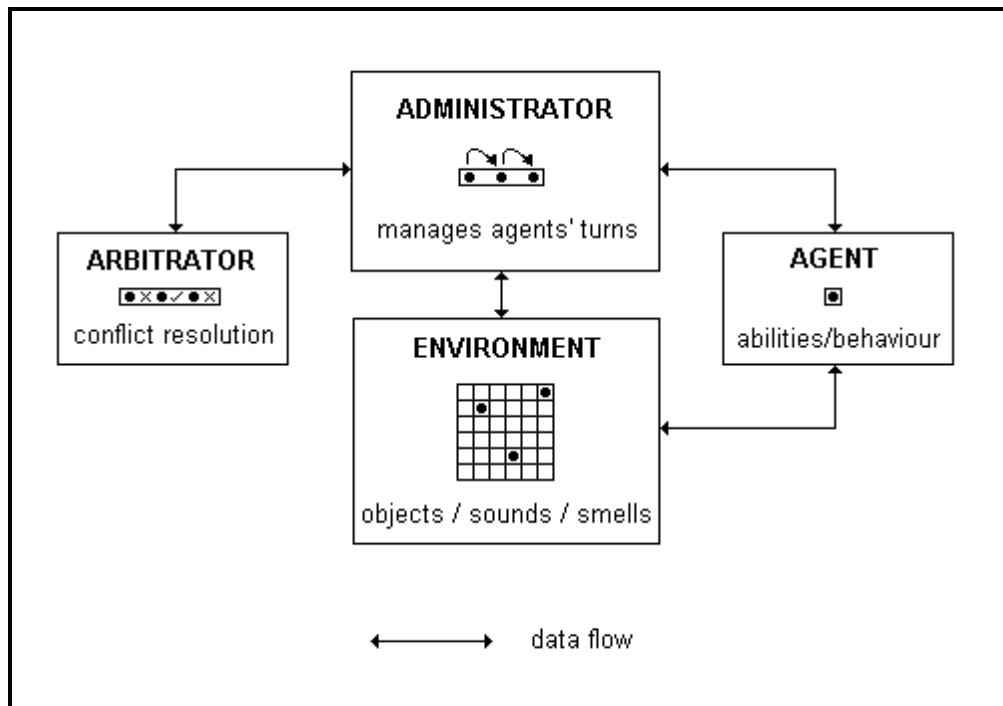 ADMINISTRATOR
manages agents' turns
ARBITRATOR
conflict resolution
AGENT
abilities/behaviour
ENVIRONMENT
objects / sounds / smells
data flow